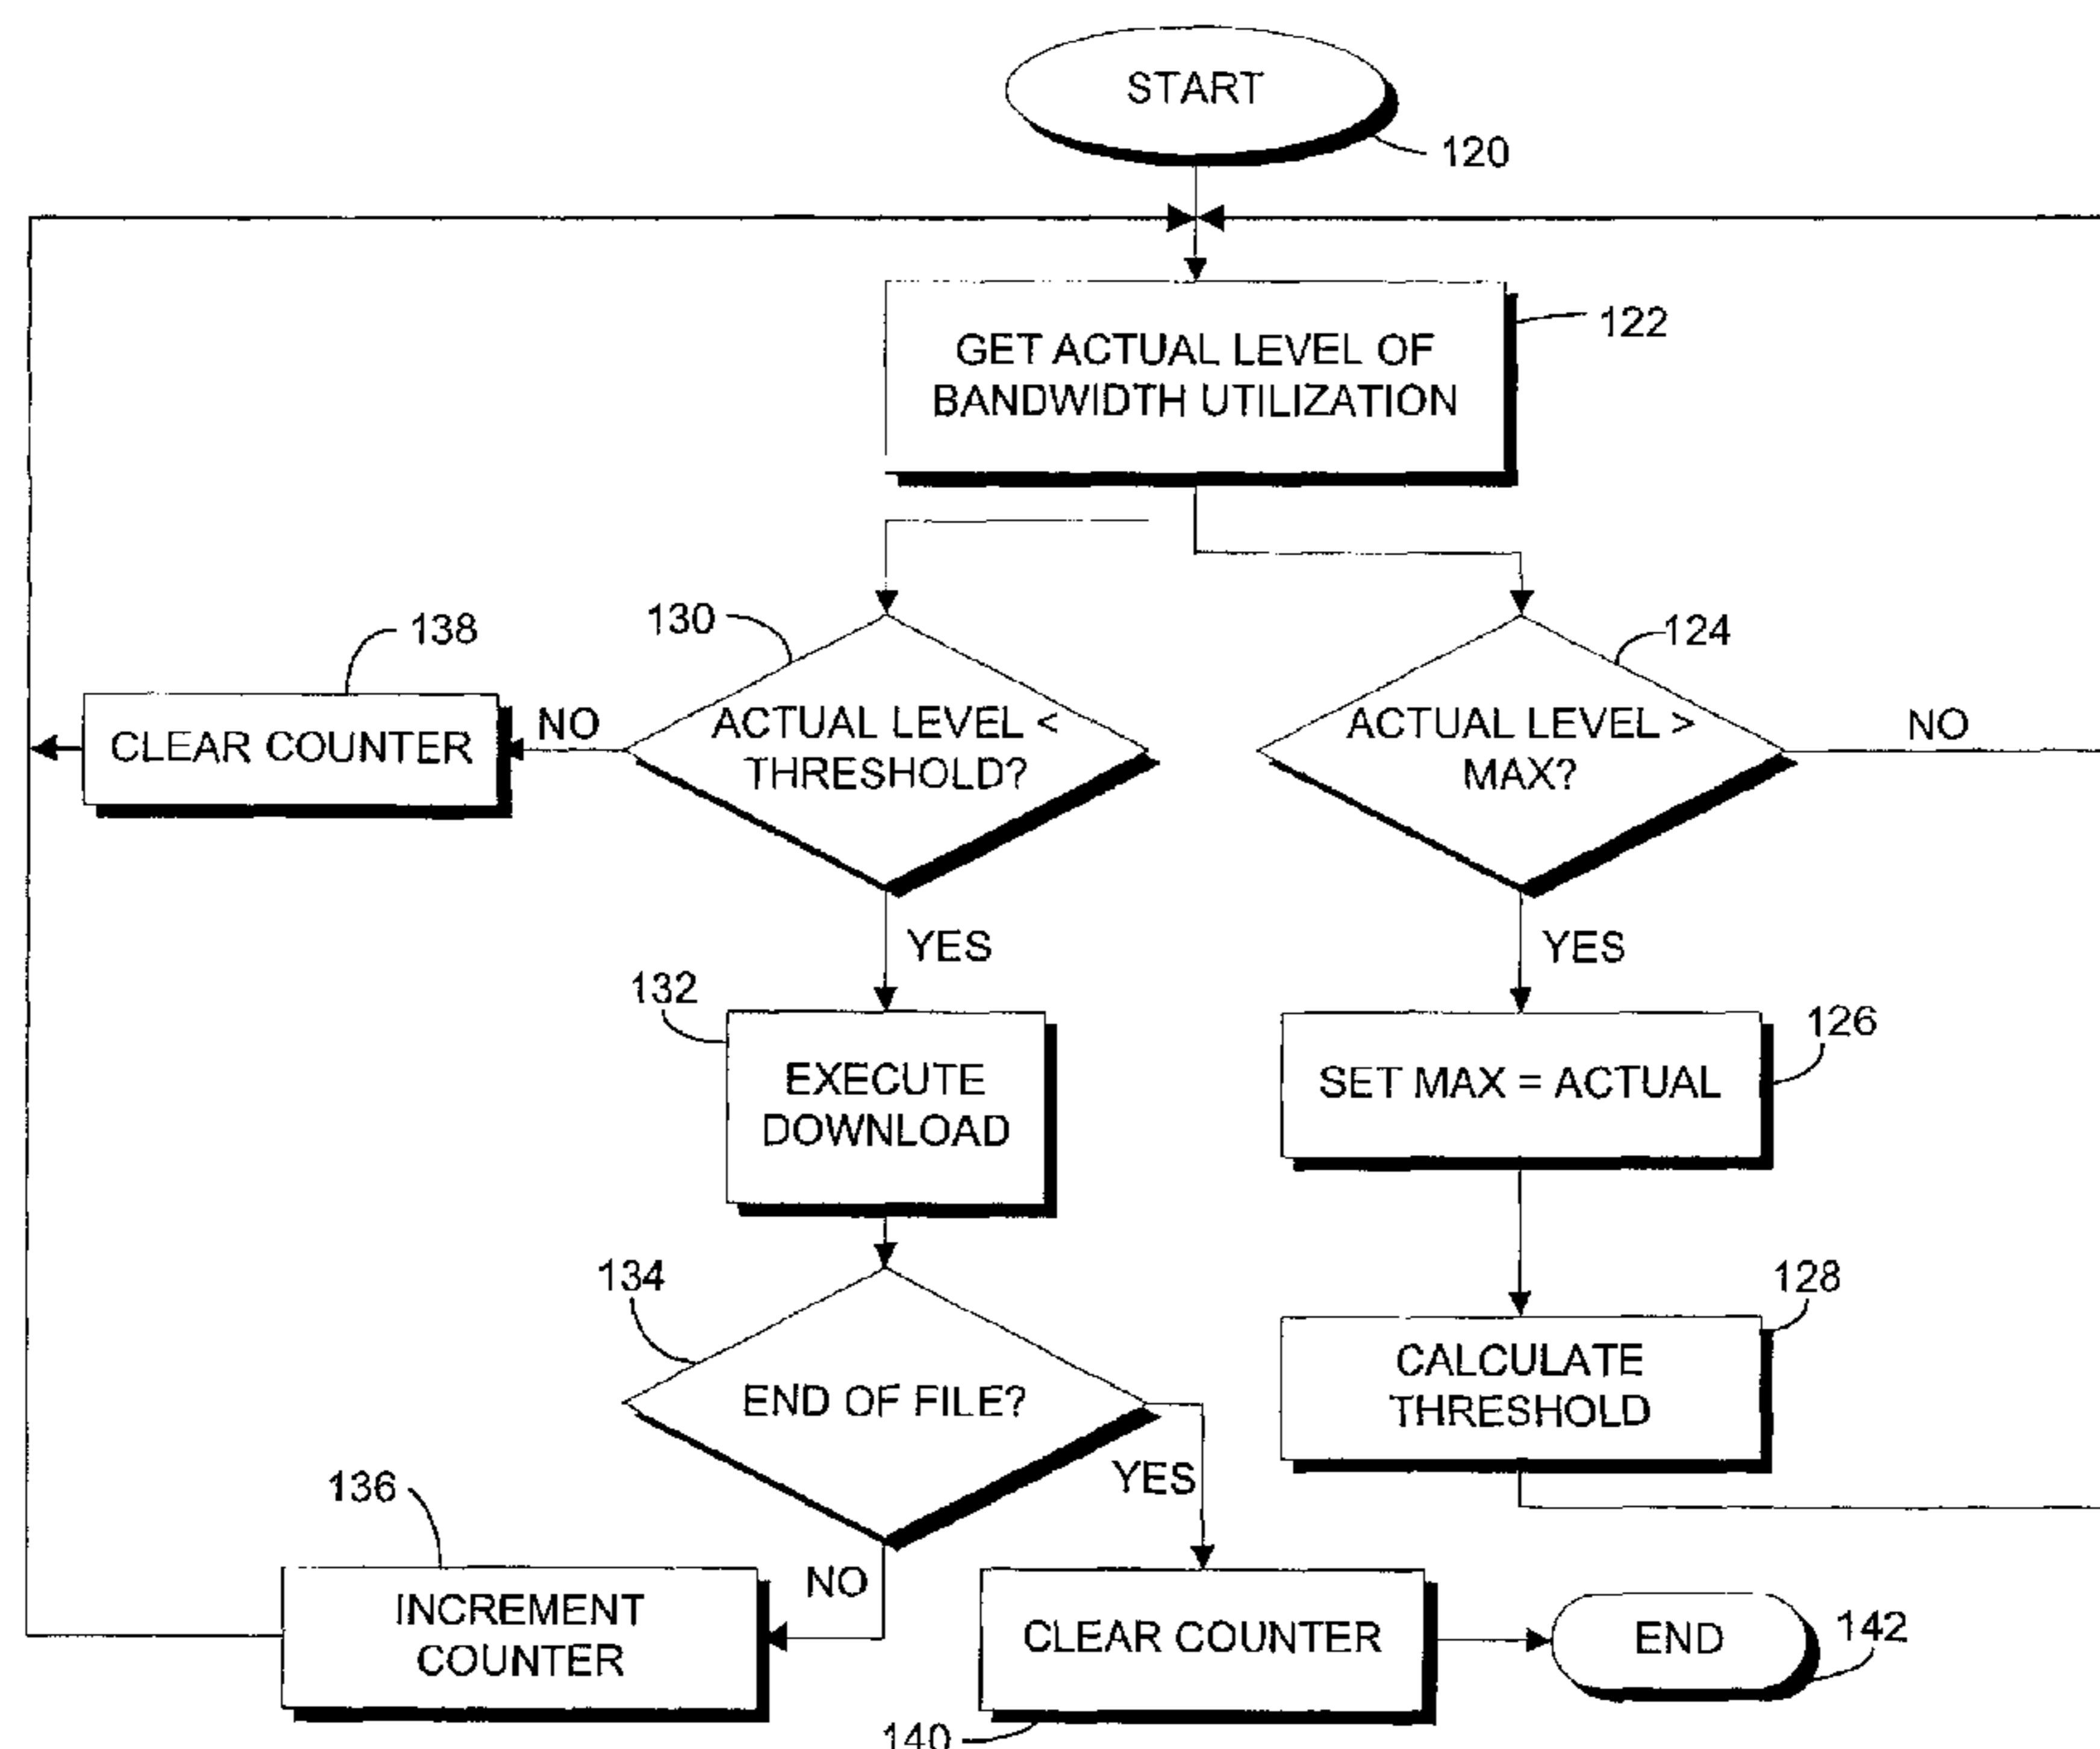 START
120
GET ACTUAL LEVEL OF
BANDWIDTH UTILIZATION
122
138
130
124
CLEAR COUNTER
NO
ACTUAL LEVEL <
THRESHOLD?
ACTUAL LEVEL >
MAX?
NO
YES
YES
132
EXECUTE
DOWNLOAD
SET MAX = ACTUAL
126
134
END OF FILE?
CALCULATE
THRESHOLD
128
136
YES
NO
INCREMENT
COUNTER
CLEAR COUNTER
END
142
140